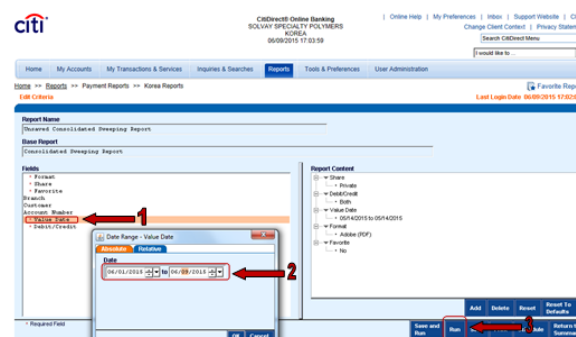 citi
CitiDirect® Online Banking
SOLVAY SPECIALTY POLYMERS
KOREA
06/09/2015 17:03:59
Online Help | My Preferences | Inbox | Support Website
Change Client Context | Privacy
Search CitiDirect Menu
I would like to ...
Home My Accounts My Transactions & Services Inquiries & Searches Reports Tools & Preferences User Administration
Home >> Reports >> Payment Reports >> Korea Reports
Favorite
Edit Criteria
Last Login Date 06/09/2015
Report Name
Unsaved Consolidated Sweeping Report
Base Report
Consolidated Sweeping Report
Fields
* Format
* Share
* Favorite
Branch
Customer
Account Number
* Value Date
* Debit/Credit
1
Report Content
Share
Private
Debit/Credit
Both
Value Date
05/14/2015 to 05/14/2015
Format
Adobe (PDF)
Favorite
No
Date Range - Value Date
Absolute Relative
Date
06/01/2015 to 06/09/2015
2
OK Cancel
Add Delete Reset Reset To Defaults
* Required Field
Save and Run
Run
3
Return